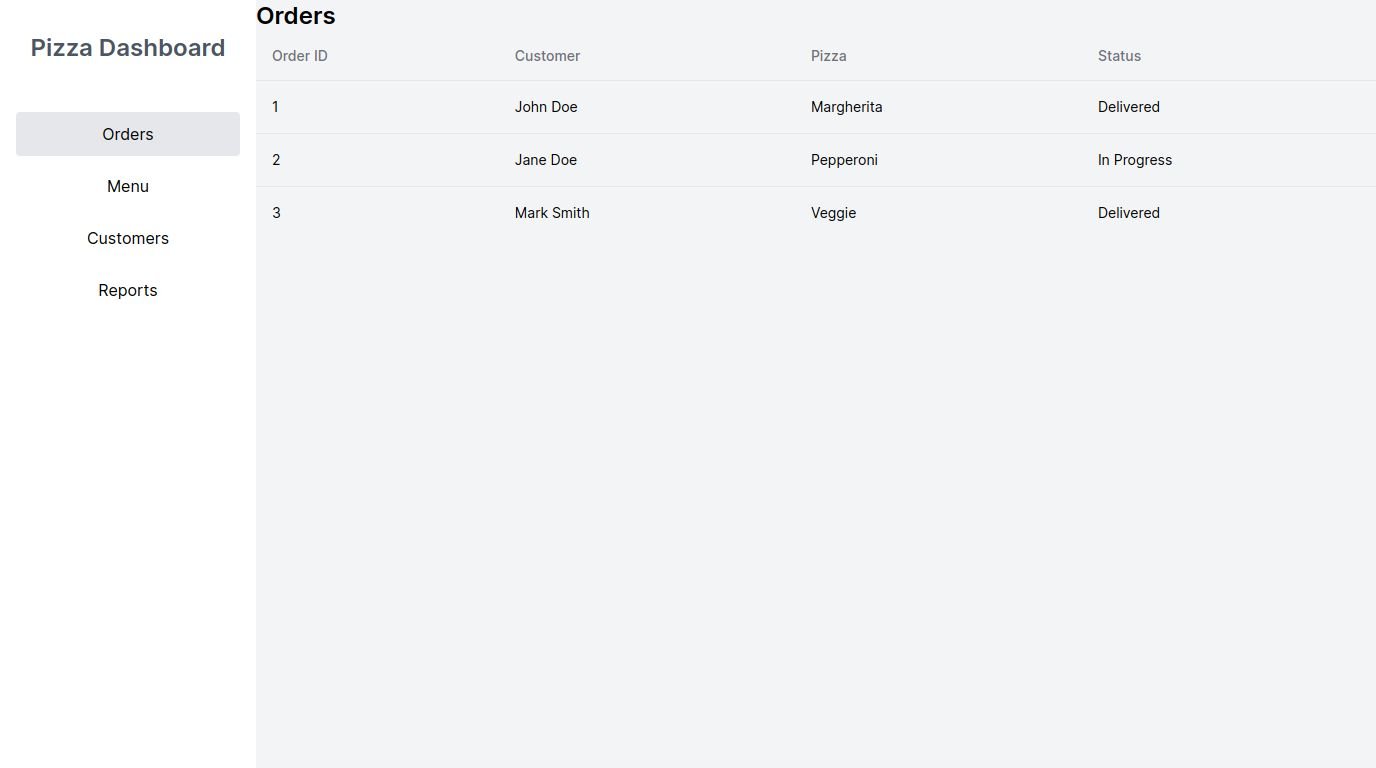 Pizza Dashboard
Orders
Menu
Customers
Reports
Orders
Order ID Customer Pizza Status
1 John Doe Margherita Delivered
2 Jane Doe Pepperoni In Progress
3 Mark Smith Veggie Delivered